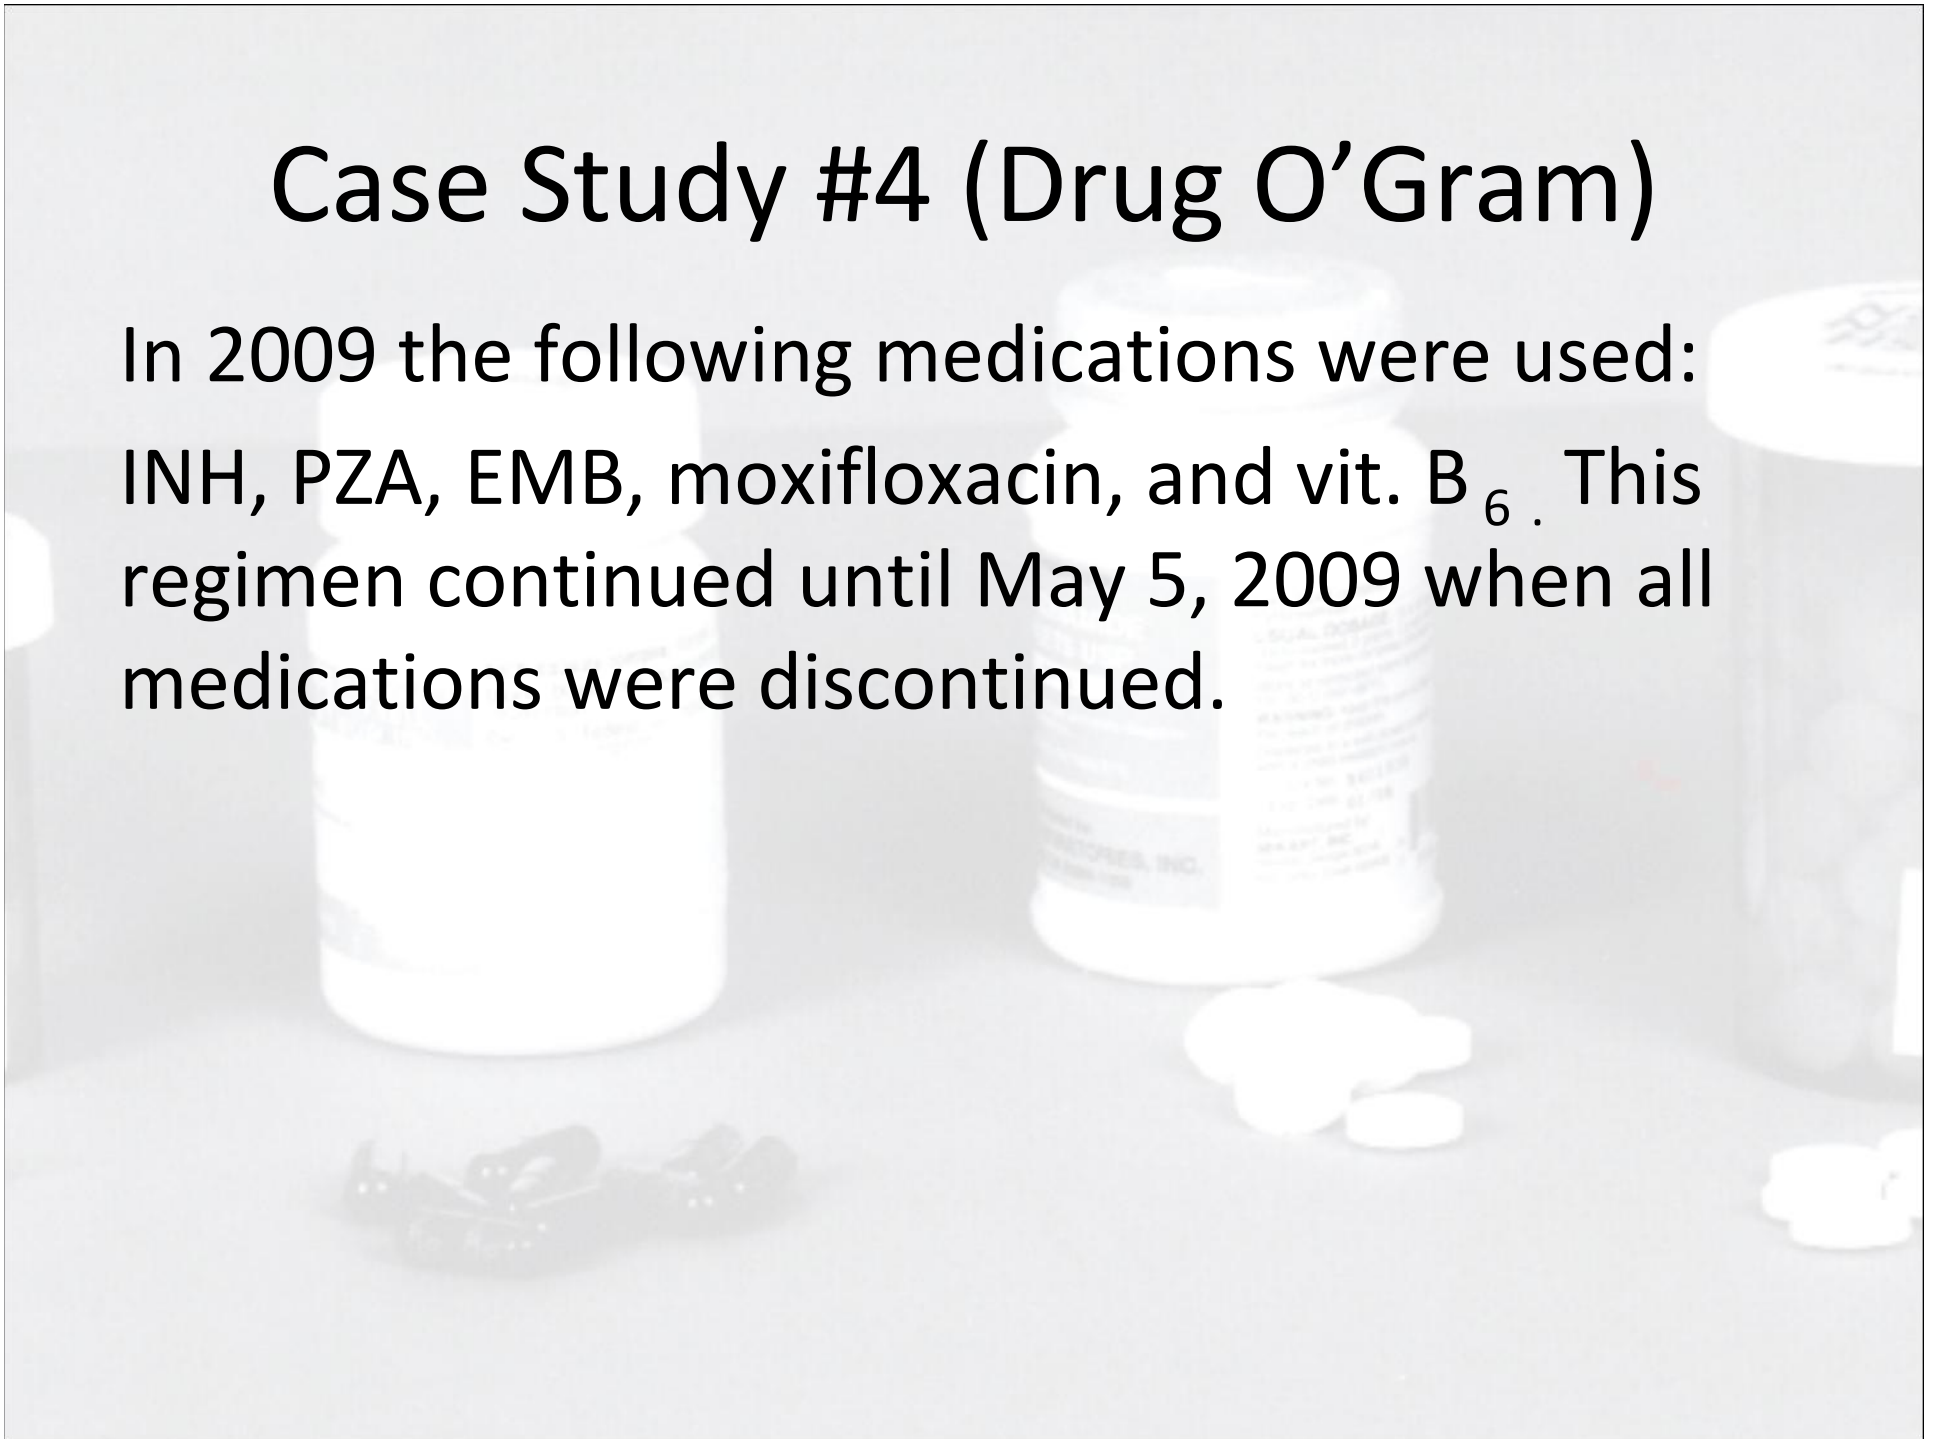 Case Study #4 (Drug O’Gram)
In 2009 the following medications were used:
INH, PZA, EMB, moxifloxacin, and vit. B 6 . This
regimen continued until May 5, 2009 when all
medications were discontinued.